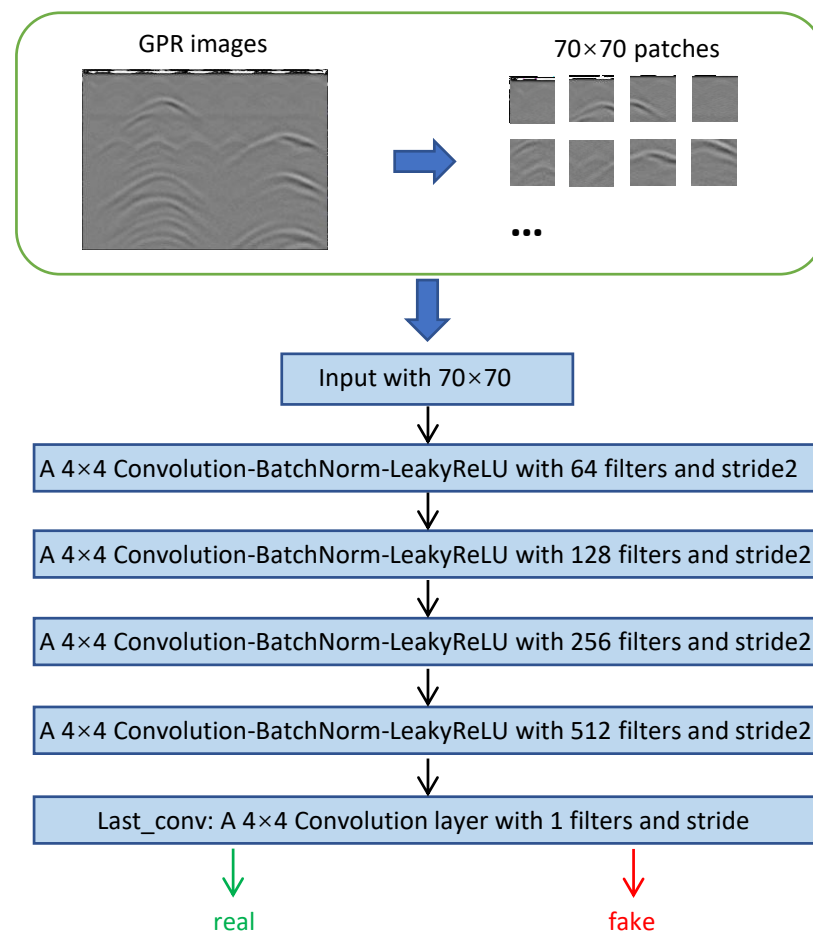 GPR images
70×70 patches
...
Input with 70×70
A 4×4 Convolution-BatchNorm-LeakyReLU with 64 filters and stride2
A 4×4 Convolution-BatchNorm-LeakyReLU with 128 filters and stride2
A 4×4 Convolution-BatchNorm-LeakyReLU with 256 filters and stride2
A 4×4 Convolution-BatchNorm-LeakyReLU with 512 filters and stride2
Last_conv: A 4×4 Convolution layer with 1 filters and stride
real
fake